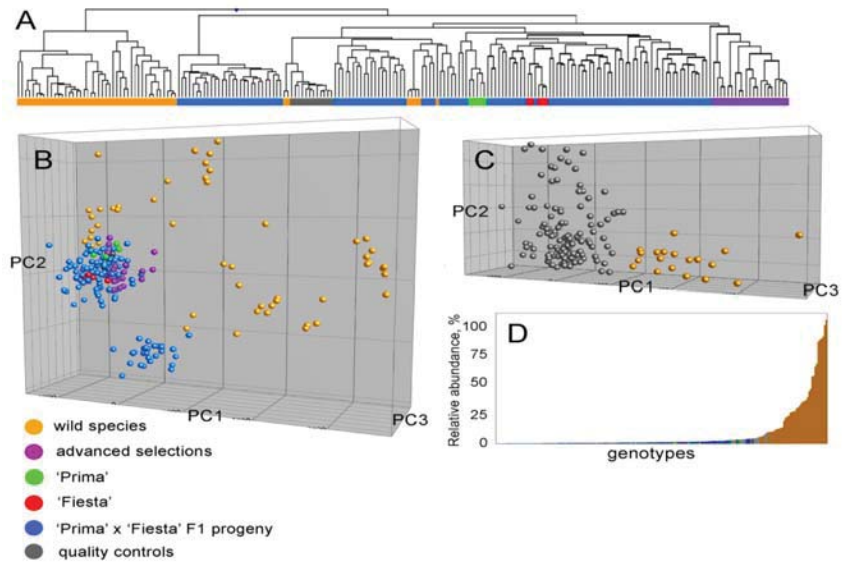 A
B
PC2
PC1
PC3
C
PC2
PC1
PC3
D
Relative abundance, %
100
75
50
25
0
genotypes
wild species
advanced selections
'Prima'
'Fiesta'
'Prima' x 'Fiesta' F1 progeny
quality controls